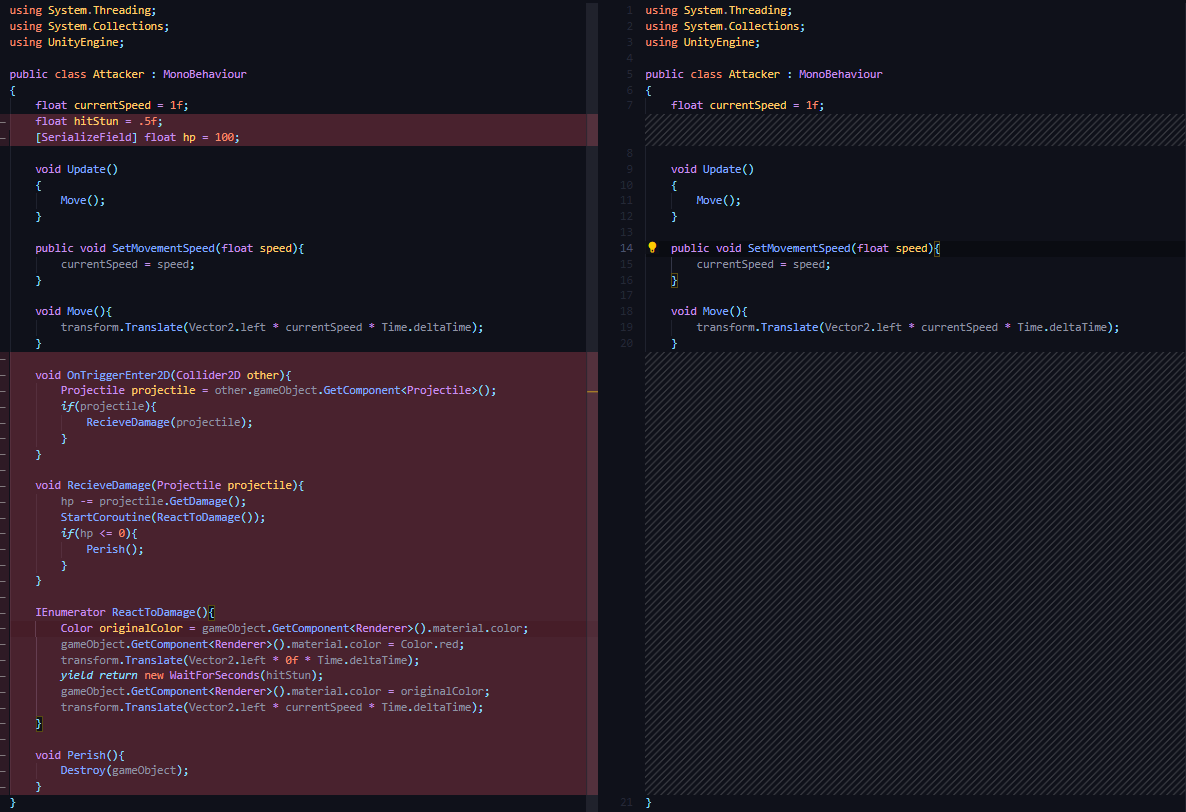 using System.Threading;
using System.Collections;
using UnityEngine;

public class Attacker : MonoBehaviour
{
    float currentSpeed = 1f;
    float hitStun = .5f;
    [SerializeField] float hp = 100;

    void Update()
    {
        Move();
    }

    public void SetMovementSpeed(float speed){
        currentSpeed = speed;
    }

    void Move(){
        transform.Translate(Vector2.left * currentSpeed * Time.deltaTime);
    }

    void OnTriggerEnter2D(Collider2D other){
        Projectile projectile = other.gameObject.GetComponent<Projectile>();
        if(projectile){
            RecieveDamage(projectile);
        }
    }

    void RecieveDamage(Projectile projectile){
        hp -= projectile.GetDamage();
        StartCoroutine(ReactToDamage());
        if(hp <= 0){
            Perish();
        }
    }

    IEnumerator ReactToDamage(){
        Color originalColor = gameObject.GetComponent<Renderer>().material.color;
        gameObject.GetComponent<Renderer>().material.color = Color.red;
        transform.Translate(Vector2.left * 0f * Time.deltaTime);
        yield return new WaitForSeconds(hitStun);
        gameObject.GetComponent<Renderer>().material.color = originalColor;
        transform.Translate(Vector2.left * currentSpeed * Time.deltaTime);
    }

    void Perish(){
        Destroy(gameObject);
    }
}
1 using System.Threading;
2 using System.Collections;
3 using UnityEngine;
4
5 public class Attacker : MonoBehaviour
6 {
7     float currentSpeed = 1f;
8
9     void Update()
10     {
11         Move();
12     }
13
14     public void SetMovementSpeed(float speed){
15         currentSpeed = speed;
16     }
17
18     void Move(){
19         transform.Translate(Vector2.left * currentSpeed * Time.deltaTime);
20     }
21 }